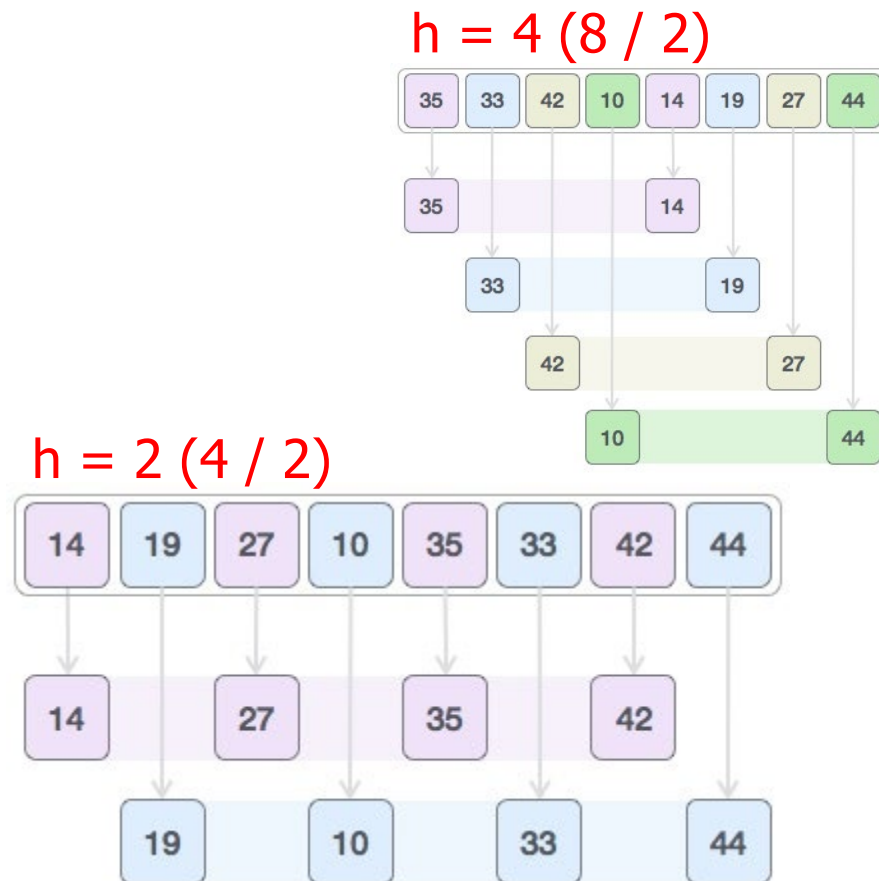 h = 4 (8 / 2)
35 33 42 10 14 19 27 44
35 14
33 19
42 27
10 44
h = 2 (4 / 2)
14 19 27 10 35 33 42 44
14 27 35 42
19 10 33 44